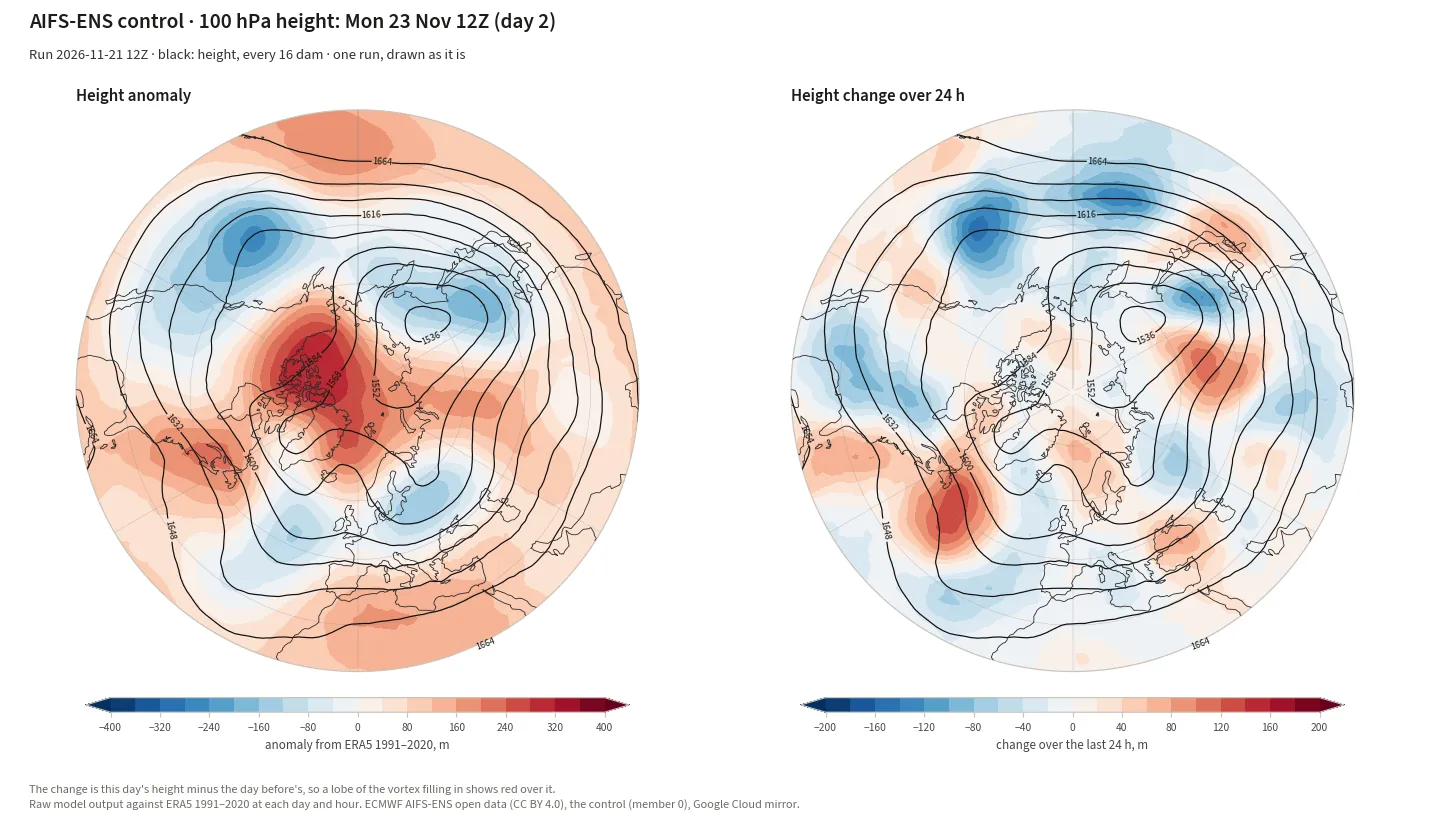 AIFS-ENS control · 100 hPa height: Mon 23 Nov 12Z (day 2)
Run 2026-11-21 12Z · black: height, every 16 dam · one run, drawn as it is
Height anomaly
Height change over 24 h
1664
1616
1536
1584
1568
1552
1632
1600
1664
1648
1664
1664
1616
1536
1584
1568
1552
1632
1600
1664
1648
1664
−400 −320 −240 −160 −80 0 80 160 240 320 400
anomaly from ERA5 1991–2020, m
−200 −160 −120 −80 −40 0 40 80 120 160 200
change over the last 24 h, m
The change is this day's height minus the day before's, so a lobe of the vortex filling in shows red over it.
Raw model output against ERA5 1991–2020 at each day and hour. ECMWF AIFS-ENS open data (CC BY 4.0), the control (member 0), Google Cloud mirror.